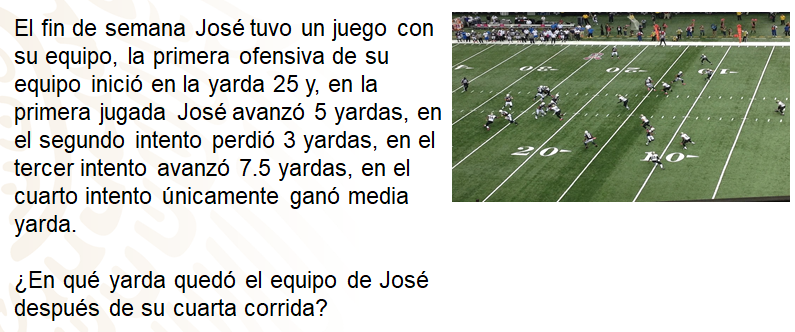 El fin de semana José tuvo un juego con
su equipo, la primera ofensiva de su
equipo inició en la yarda 25 y, en la
primera jugada José avanzó 5 yardas, en
el segundo intento perdió 3 yardas, en el
tercer intento avanzó 7.5 yardas, en el
cuarto intento únicamente ganó media
yarda.
¿En qué yarda quedó el equipo de José
después de su cuarta corrida?
20
10